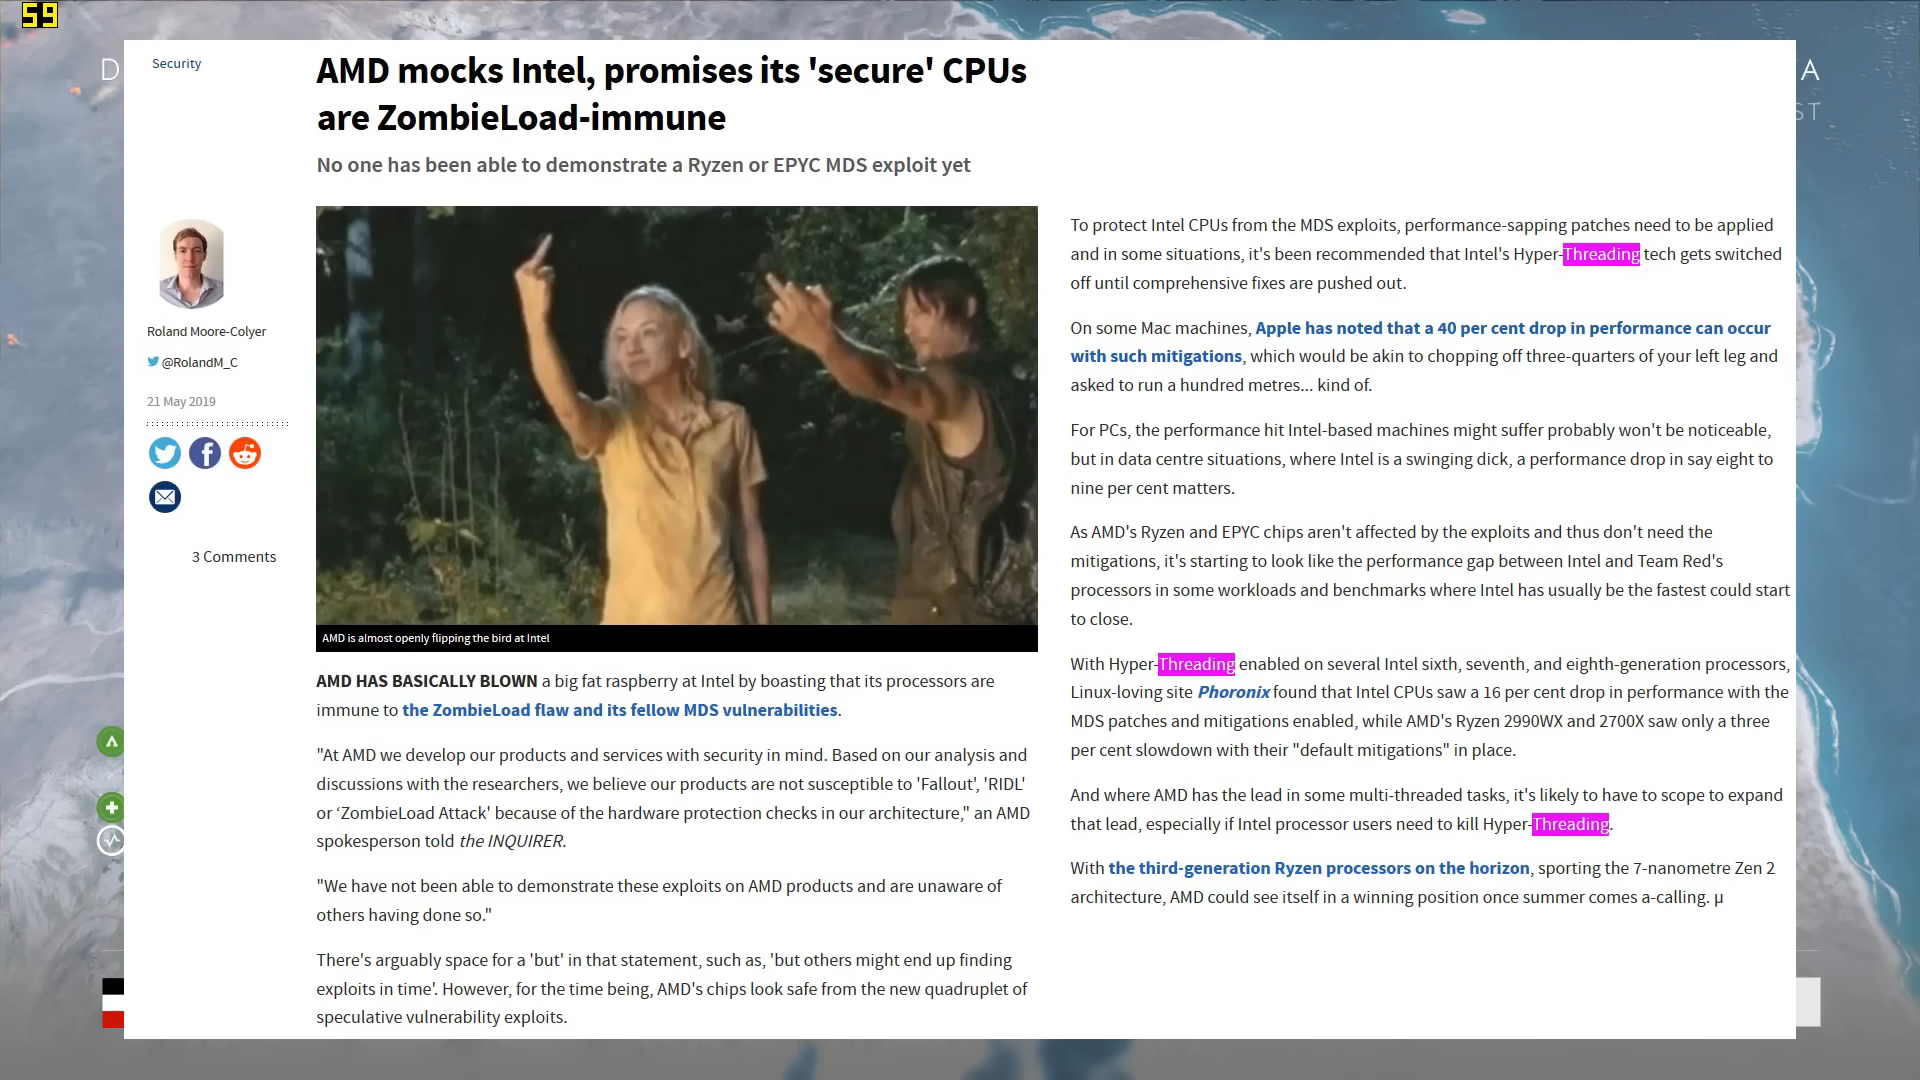 59
D
A
ST
Security
AMD mocks Intel, promises its 'secure' CPUs
are ZombieLoad-immune
No one has been able to demonstrate a Ryzen or EPYC MDS exploit yet
Roland Moore-Colyer
@RolandM_C
21 May 2019
3 Comments
AMD is almost openly flipping the bird at Intel
AMD HAS BASICALLY BLOWN a big fat raspberry at Intel by boasting that its processors are
immune to the ZombieLoad flaw and its fellow MDS vulnerabilities.
"At AMD we develop our products and services with security in mind. Based on our analysis and
discussions with the researchers, we believe our products are not susceptible to 'Fallout', 'RIDL'
or ‘ZombieLoad Attack' because of the hardware protection checks in our architecture," an AMD
spokesperson told the INQUIRER.
"We have not been able to demonstrate these exploits on AMD products and are unaware of
others having done so."
There's arguably space for a 'but' in that statement, such as, 'but others might end up finding
exploits in time'. However, for the time being, AMD's chips look safe from the new quadruplet of
speculative vulnerability exploits.
To protect Intel CPUs from the MDS exploits, performance-sapping patches need to be applied
and in some situations, it's been recommended that Intel's Hyper-Threading tech gets switched
off until comprehensive fixes are pushed out.
On some Mac machines, Apple has noted that a 40 per cent drop in performance can occur
with such mitigations, which would be akin to chopping off three-quarters of your left leg and
asked to run a hundred metres... kind of.
For PCs, the performance hit Intel-based machines might suffer probably won't be noticeable,
but in data centre situations, where Intel is a swinging dick, a performance drop in say eight to
nine per cent matters.
As AMD's Ryzen and EPYC chips aren't affected by the exploits and thus don't need the
mitigations, it's starting to look like the performance gap between Intel and Team Red's
processors in some workloads and benchmarks where Intel has usually be the fastest could start
to close.
With Hyper-Threading enabled on several Intel sixth, seventh, and eighth-generation processors,
Linux-loving site Phoronix found that Intel CPUs saw a 16 per cent drop in performance with the
MDS patches and mitigations enabled, while AMD's Ryzen 2990WX and 2700X saw only a three
per cent slowdown with their "default mitigations" in place.
And where AMD has the lead in some multi-threaded tasks, it's likely to have to scope to expand
that lead, especially if Intel processor users need to kill Hyper-Threading.
With the third-generation Ryzen processors on the horizon, sporting the 7-nanometre Zen 2
architecture, AMD could see itself in a winning position once summer comes a-calling. µ